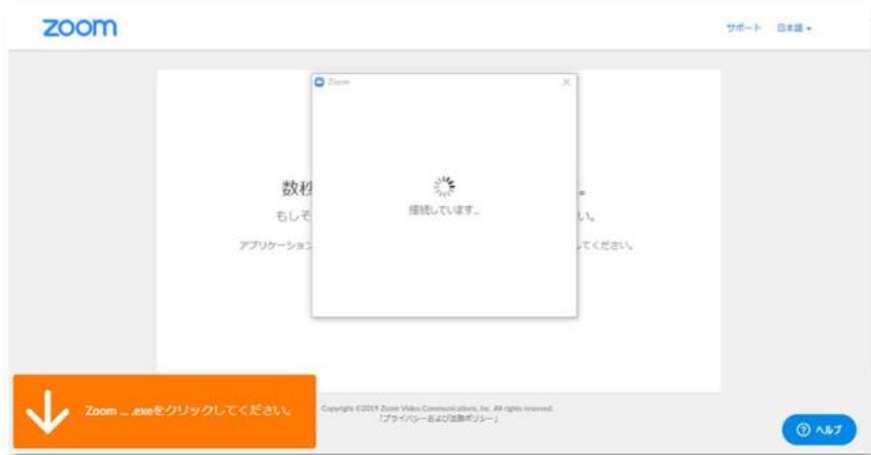 zoom
サポート 日本語
Zoom
数秒
。
もしそ
い。
接続しています...
アプリケーション
してください。
Zoom ... .exeをクリックしてください。
Copyright ©2019 Zoom Video Communications, Inc. All rights reserved.
「プライバシーおよび法務ポリシー」
ヘルプ